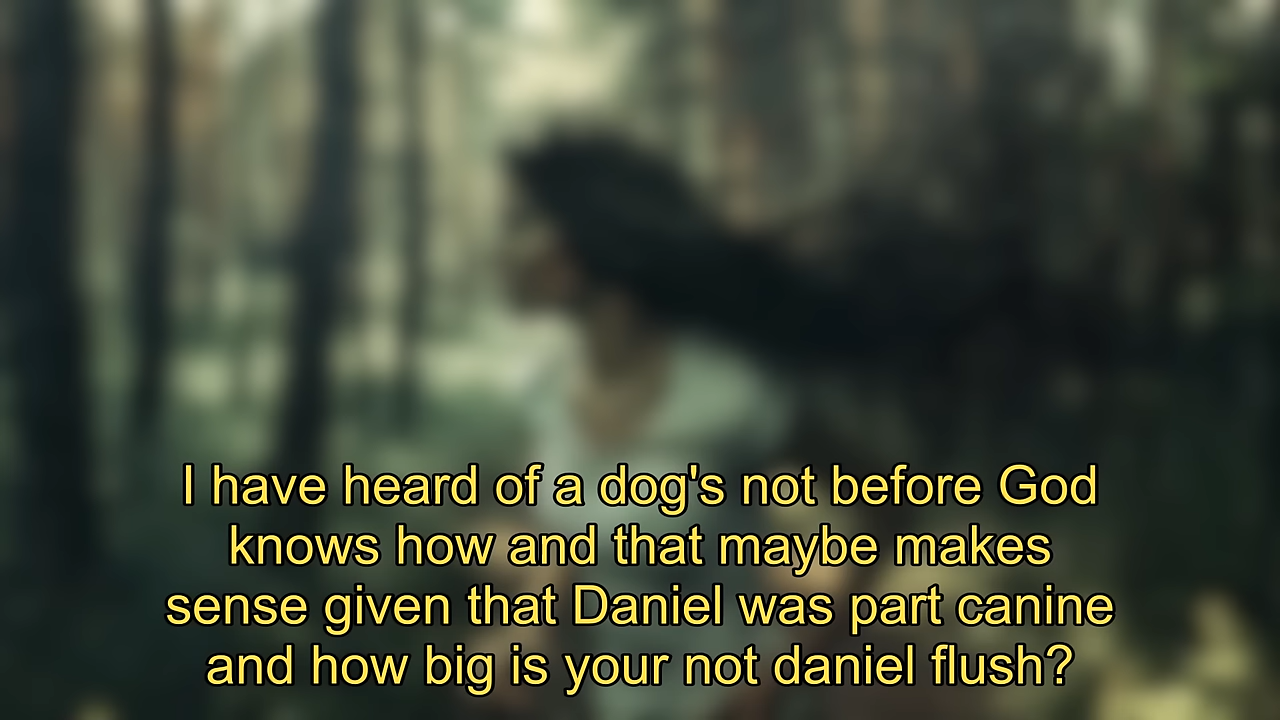 I have heard of a dog's not before God
knows how and that maybe makes
sense given that Daniel was part canine
and how big is your not daniel flush?